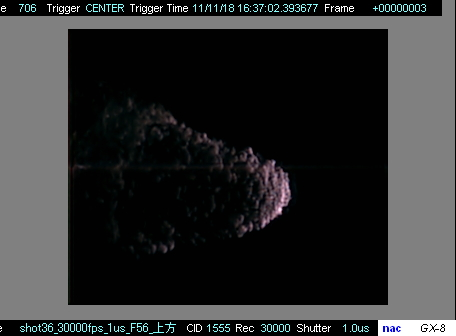 e 706 Trigger CENTER Trigger Time 11/11/18 16:37:02.393677 Frame +00000003
e shot36_30000fps_1us_F56_上方 CID 1555 Rec 30000 Shutter 1.0us nac GX-8